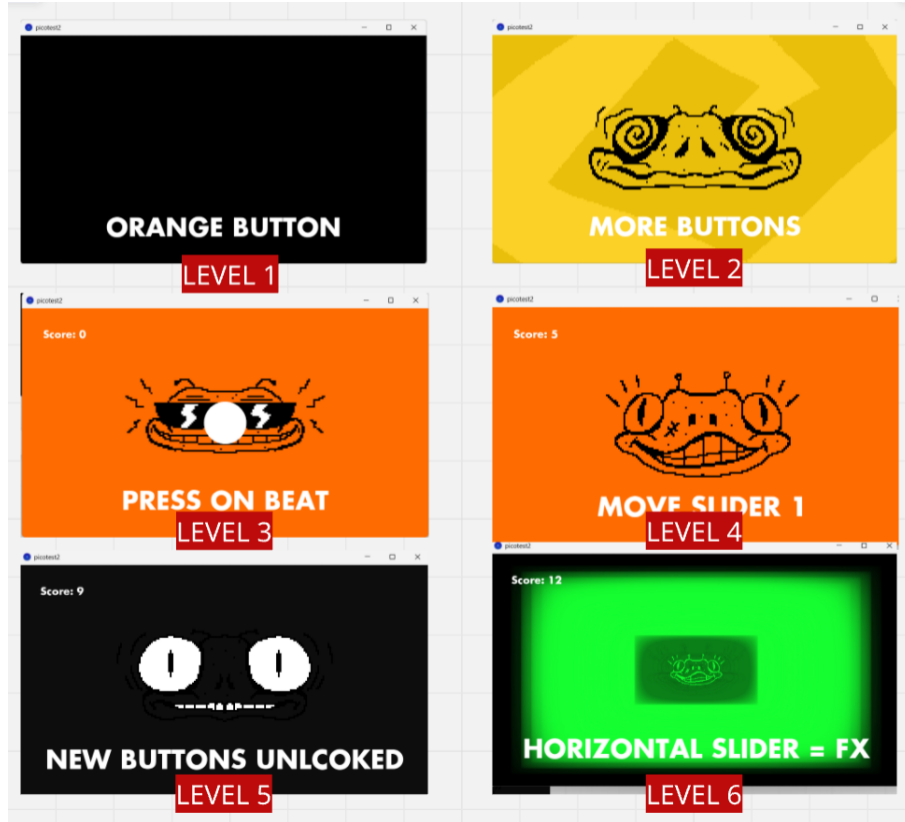 picotest2
ORANGE BUTTON
LEVEL 1
picotest2
MORE BUTTONS
LEVEL 2
picotest2
Score: 0
PRESS ON BEAT
LEVEL 3
picotest2
Score: 5
MOVE SLIDER 1
LEVEL 4
picotest2
Score: 9
NEW BUTTONS UNLCOKED
LEVEL 5
picotest2
Score: 12
HORIZONTAL SLIDER = FX
LEVEL 6